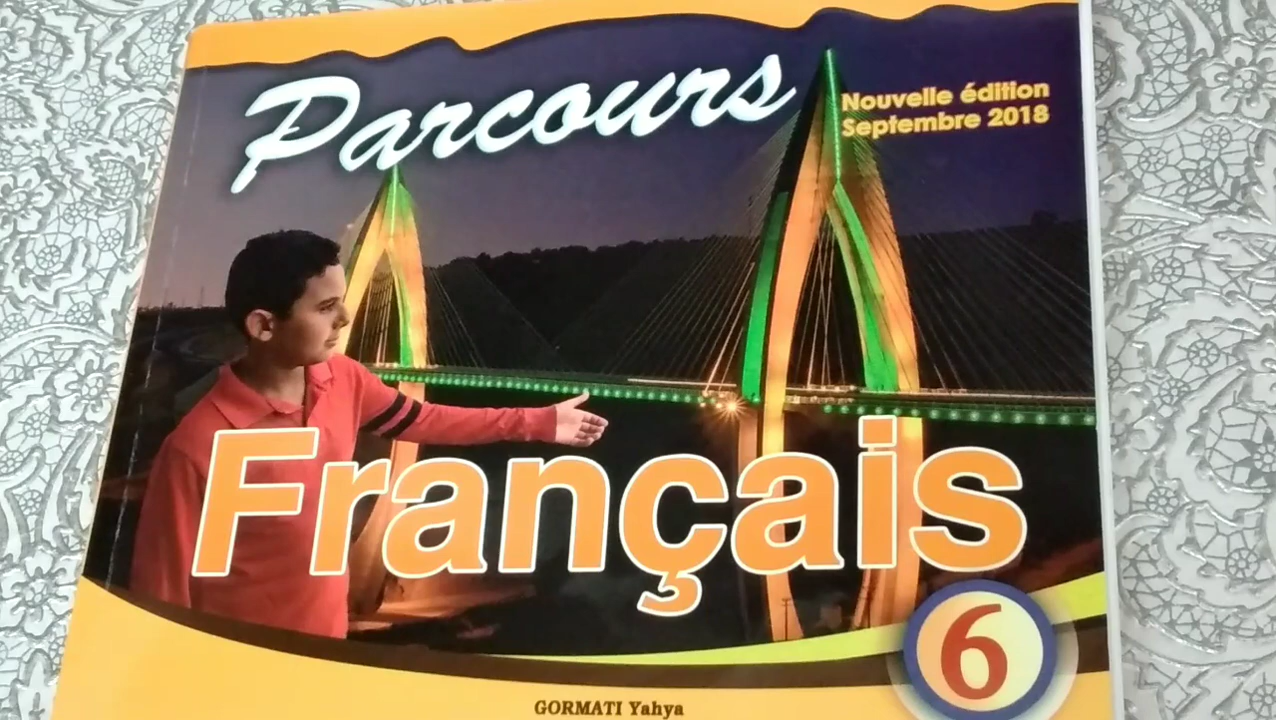 Parcours
Nouvelle édition
Septembre 2018
Français
6
GORMATI Yahya